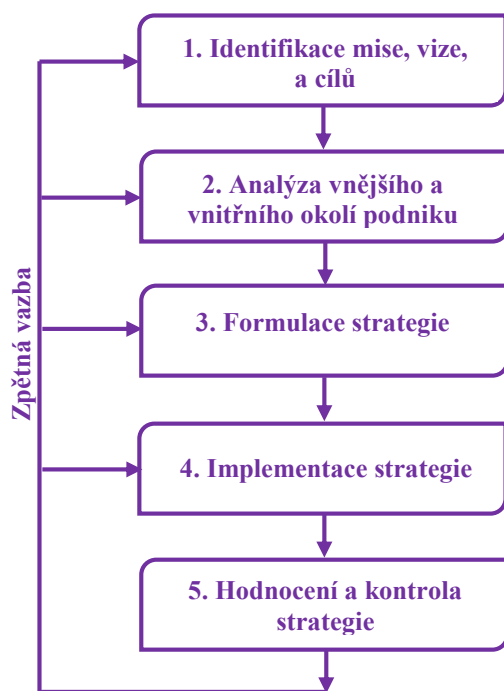 1. Identifikace mise, vize,
a cílů
2. Analýza vnějšího a
vnitřního okolí podniku
Zpětná vazba
3. Formulace strategie
4. Implementace strategie
5. Hodnocení a kontrola
strategie